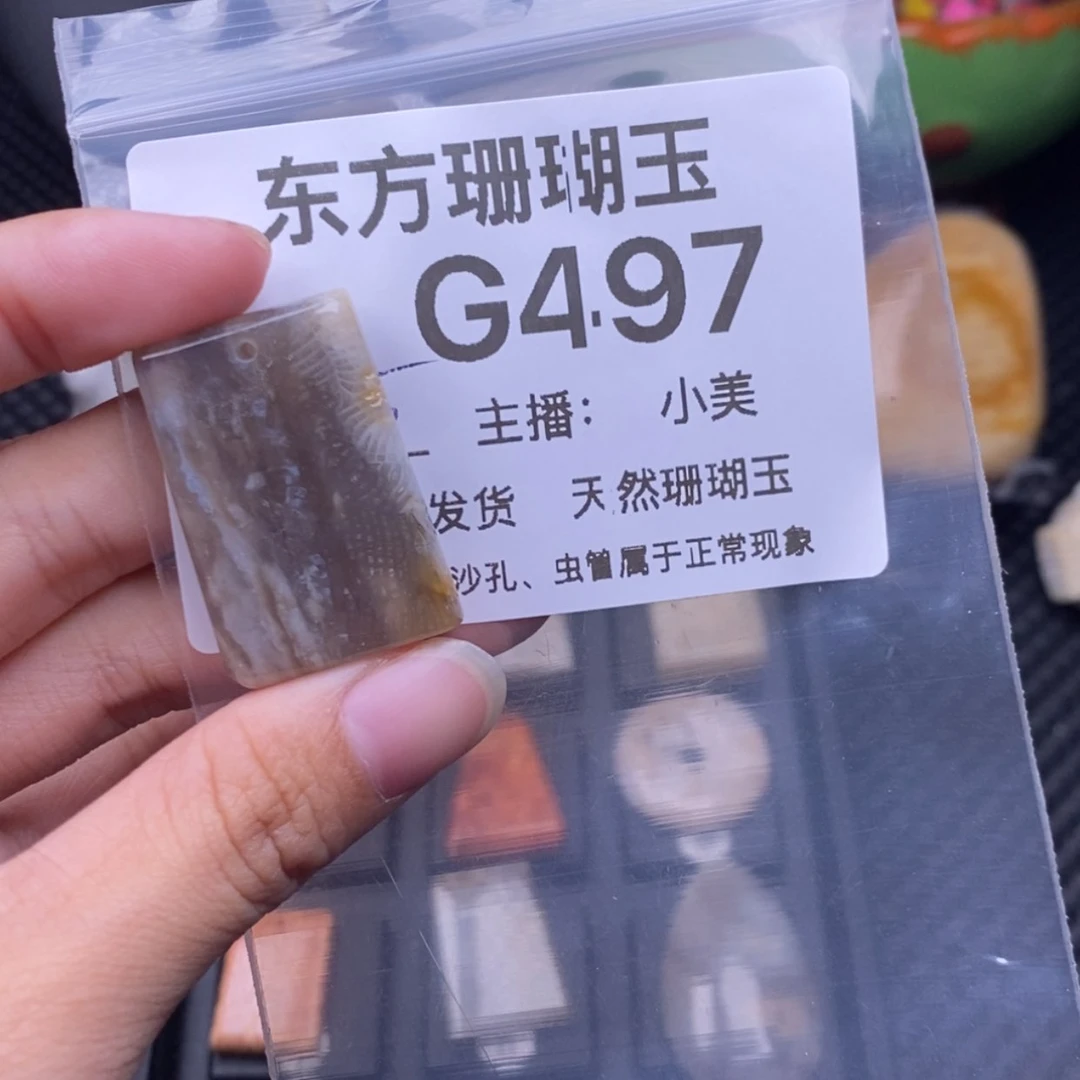 东方珊瑚玉
G497
主播： 小美
发货 天然珊瑚玉
沙孔、虫管属于正常现象